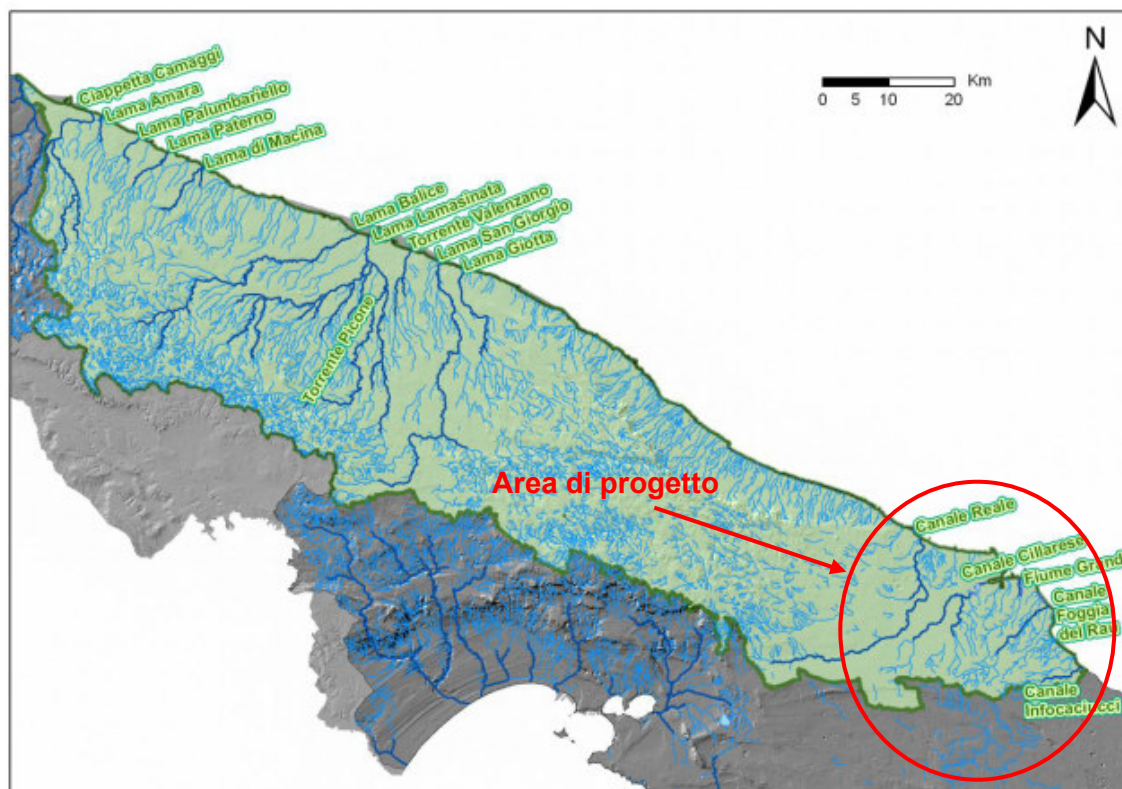 N
Km
0 5 10 20
Ciappetta Camaggi
Lama Amara
Lama Palumbariello
Lama Paterno
Lama di Macina
Lama Balice
Lama Lamasinata
Torrente Valenzano
Lama San Giorgio
Lama Giotta
Torrente Picone
Area di progetto
Canale Reale
Canale Cillarese
Fiume Grand
Canale
Foggia
del Rau
Canale
Infocaciucci